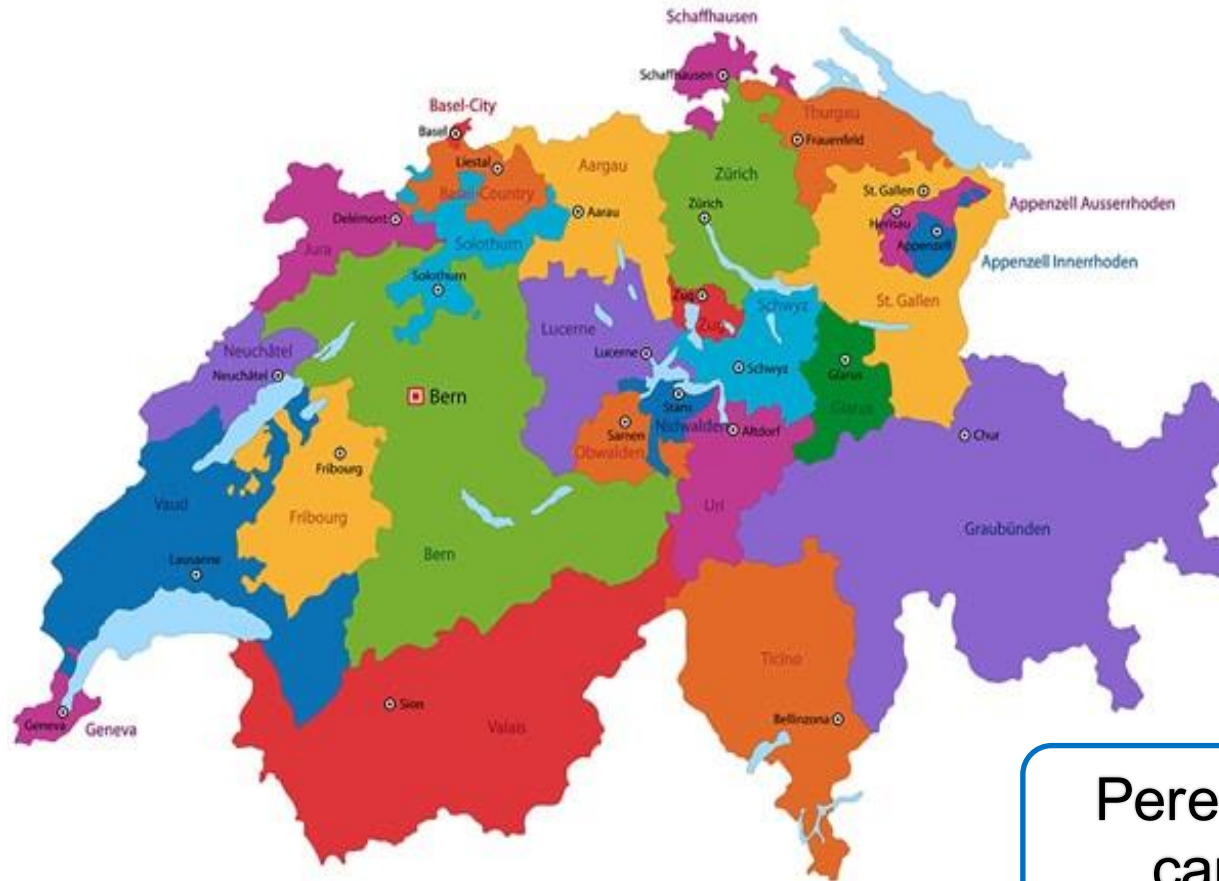 Schaffhausen
Schaffhausen
Basel-City
Basel
Thurgau
Frauenfeld
Liestal
Aargau
Zürich
Basel-Country
St. Gallen
Appenzell Ausserrhoden
Delémont
Aarau
Zürich
Herisau
Solothurn
Appenzell
Jura
Appenzell Innerrhoden
Solothurn
Zug
Schwyz
St. Gallen
Lucerne
Zug
Neuchâtel
Lucerne
Neuchâtel
Schwyz
Glarus
Bern
Stans
Glarus
Nidwalden
Altdorf
Sarnen
Chur
Obwalden
Fribourg
Vaud
Uri
Fribourg
Graubünden
Bern
Lausanne
Ticino
Sion
Bellinzona
Geneva
Geneva
Valais